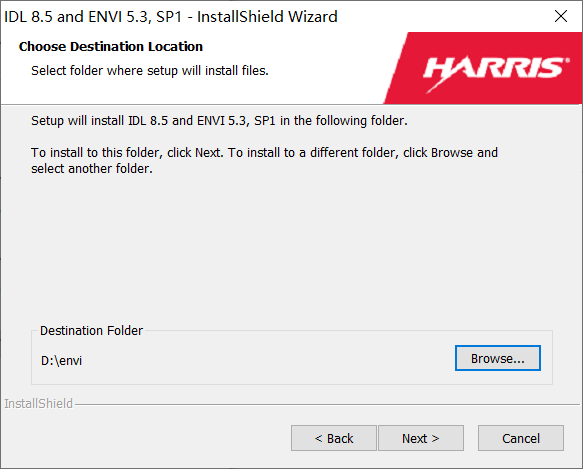 IDL 8.5 and ENVI 5.3, SP1 - InstallShield Wizard
Choose Destination Location
Select folder where setup will install files.
HARRIS®
Setup will install IDL 8.5 and ENVI 5.3, SP1 in the following folder.
To install to this folder, click Next. To install to a different folder, click Browse and
select another folder.
Destination Folder
D:\envi
Browse...
InstallShield
< Back
Next >
Cancel